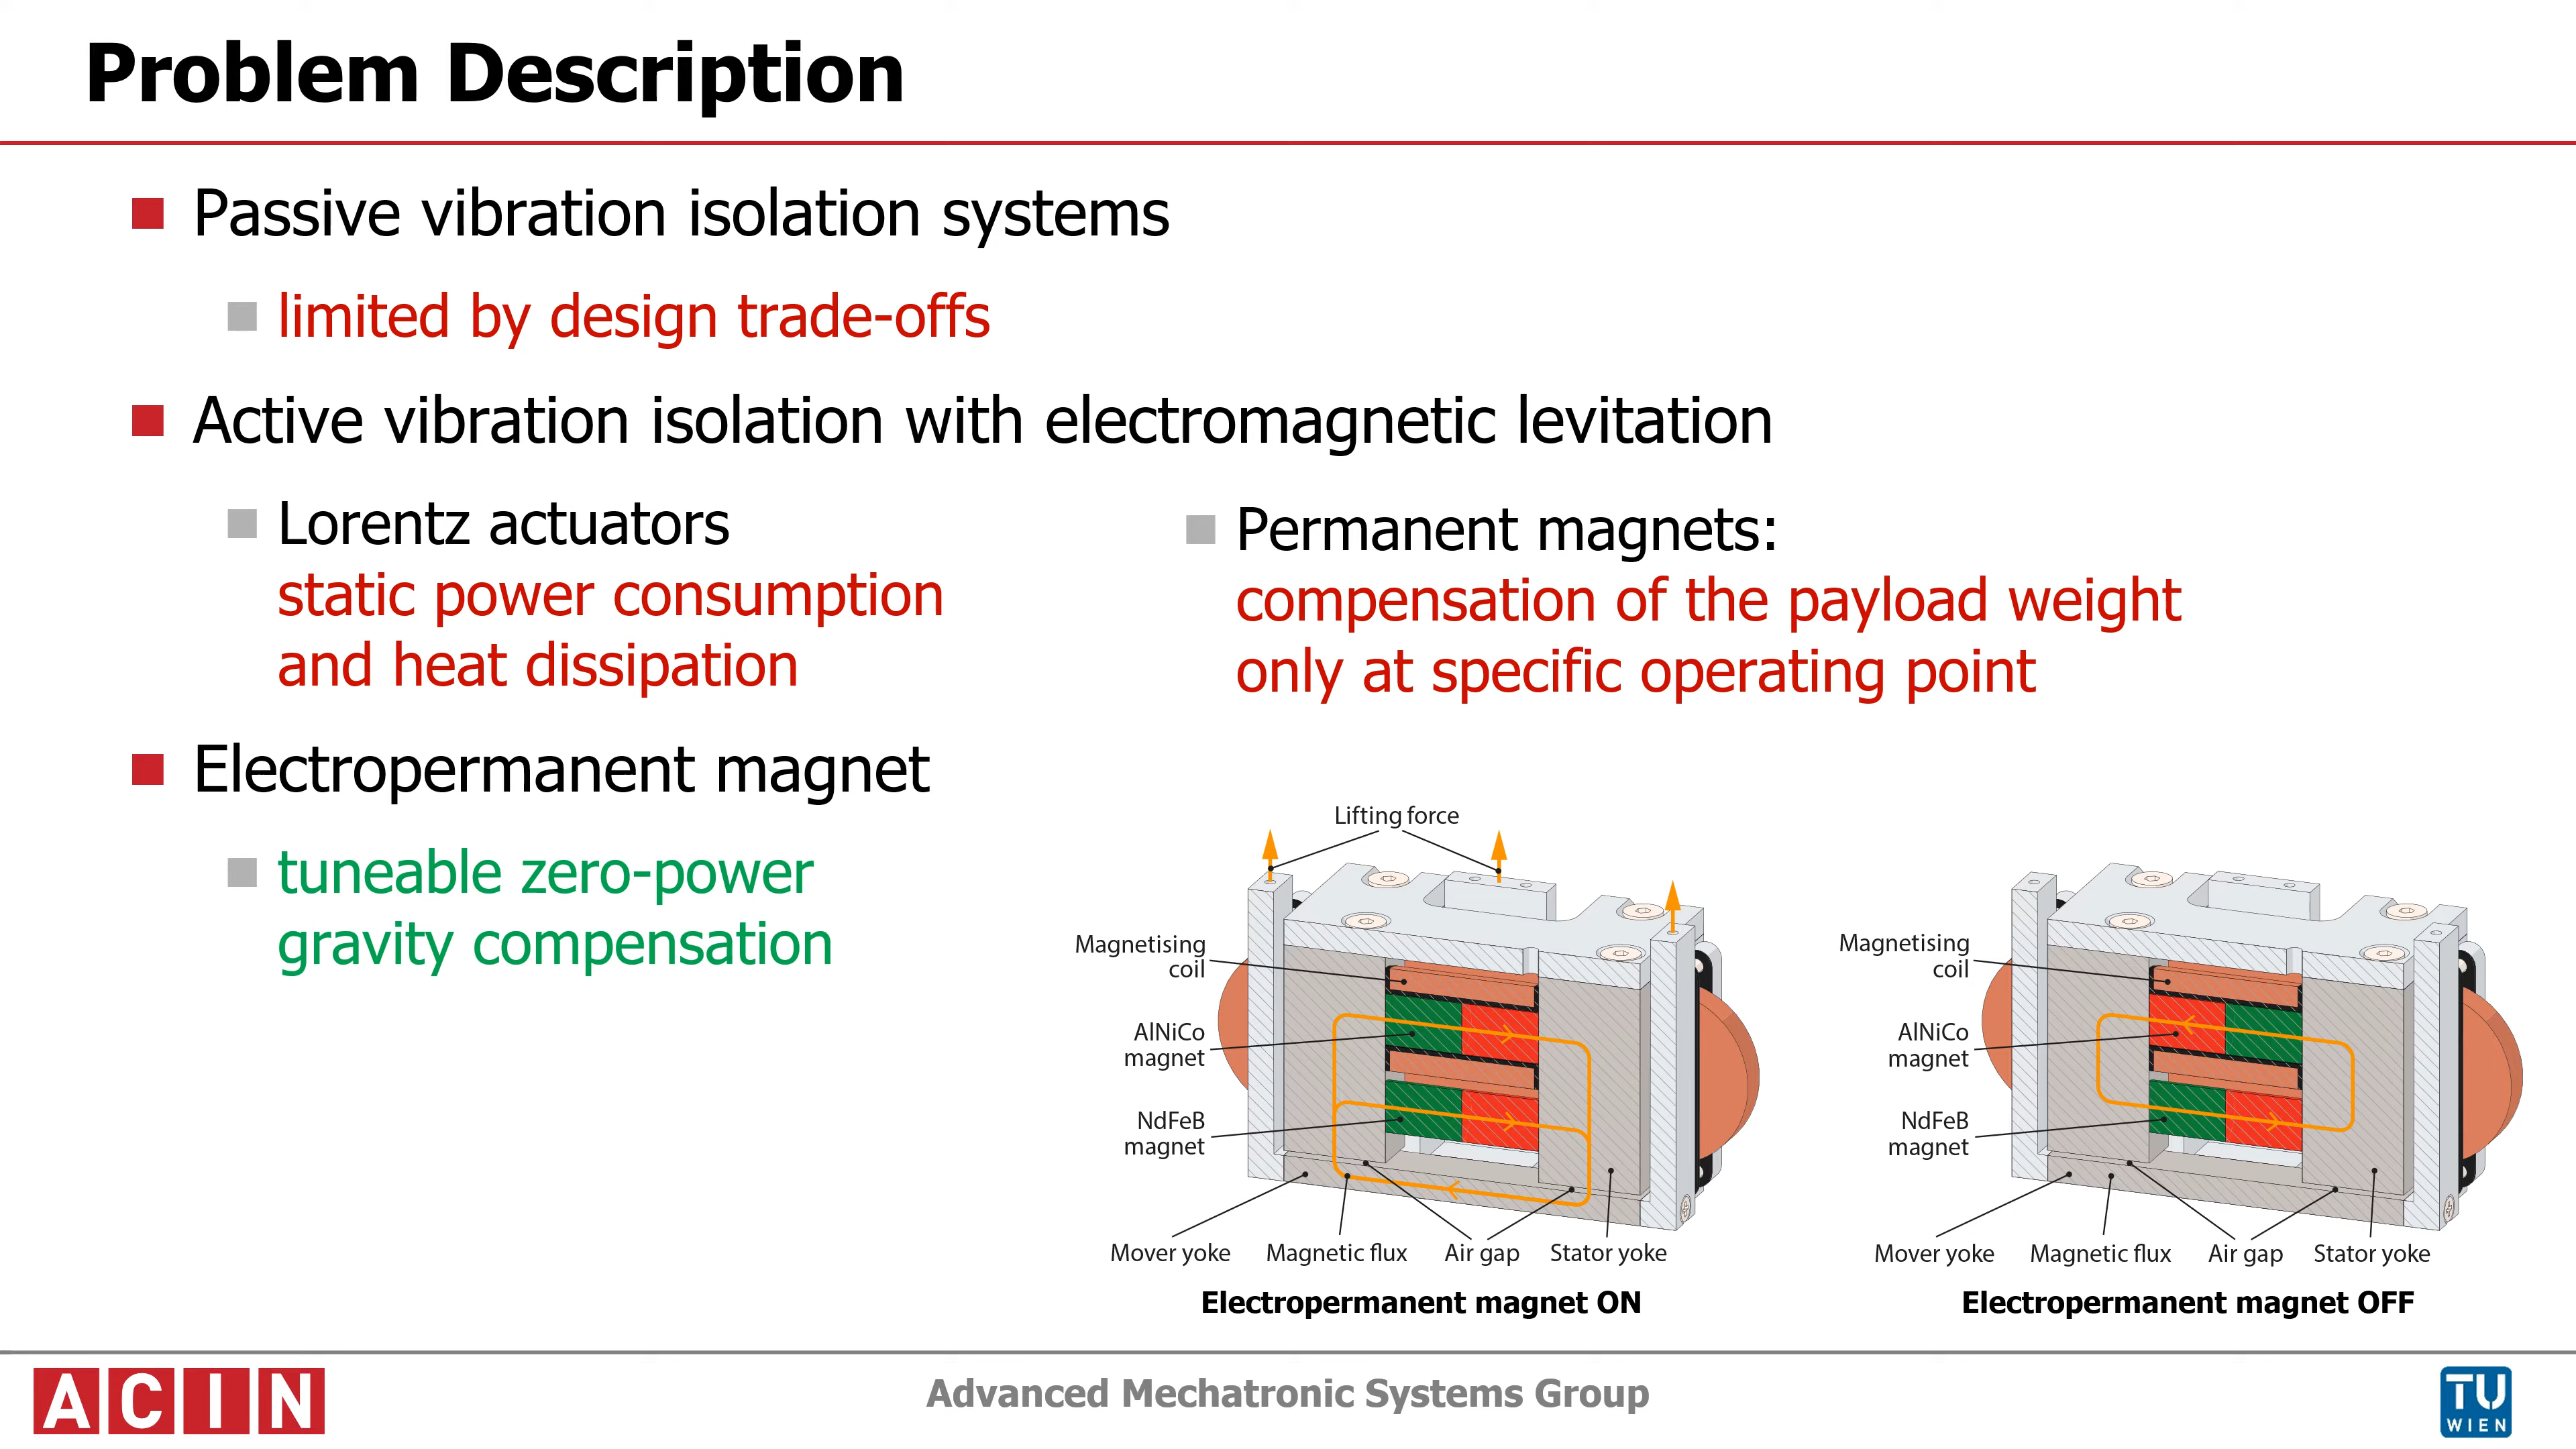 Problem Description
Passive vibration isolation systems
limited by design trade-offs
Active vibration isolation with electromagnetic levitation
Lorentz actuators
static power consumption
and heat dissipation
Permanent magnets:
compensation of the payload weight
only at specific operating point
Electropermanent magnet
tuneable zero-power
gravity compensation
Lifting force
Magnetising
coil
AlNiCo
magnet
NdFeB
magnet
Mover yoke
Magnetic flux
Air gap
Stator yoke
Electropermanent magnet ON
Magnetising
coil
AlNiCo
magnet
NdFeB
magnet
Mover yoke
Magnetic flux
Air gap
Stator yoke
Electropermanent magnet OFF
ACIN
Advanced Mechatronic Systems Group
TU
WIEN